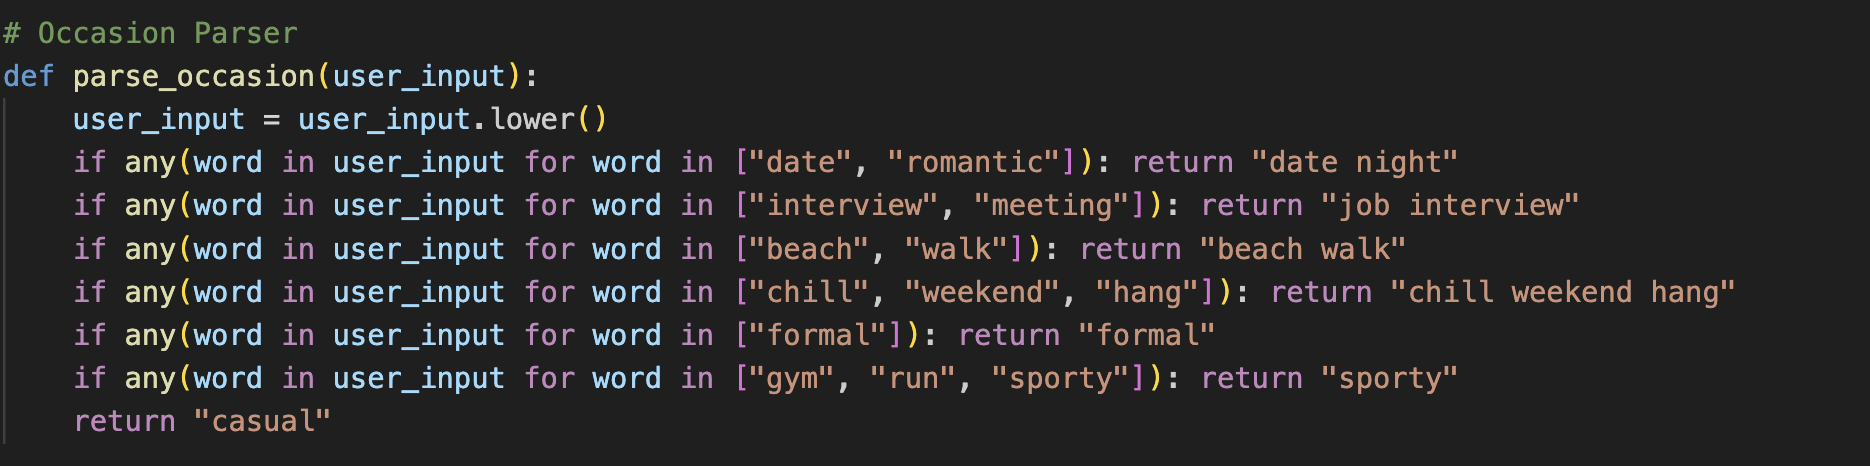 # Occasion Parser
def parse_occasion(user_input):
    user_input = user_input.lower()
    if any(word in user_input for word in ["date", "romantic"]): return "date night"
    if any(word in user_input for word in ["interview", "meeting"]): return "job interview"
    if any(word in user_input for word in ["beach", "walk"]): return "beach walk"
    if any(word in user_input for word in ["chill", "weekend", "hang"]): return "chill weekend hang"
    if any(word in user_input for word in ["formal"]): return "formal"
    if any(word in user_input for word in ["gym", "run", "sporty"]): return "sporty"
    return "casual"